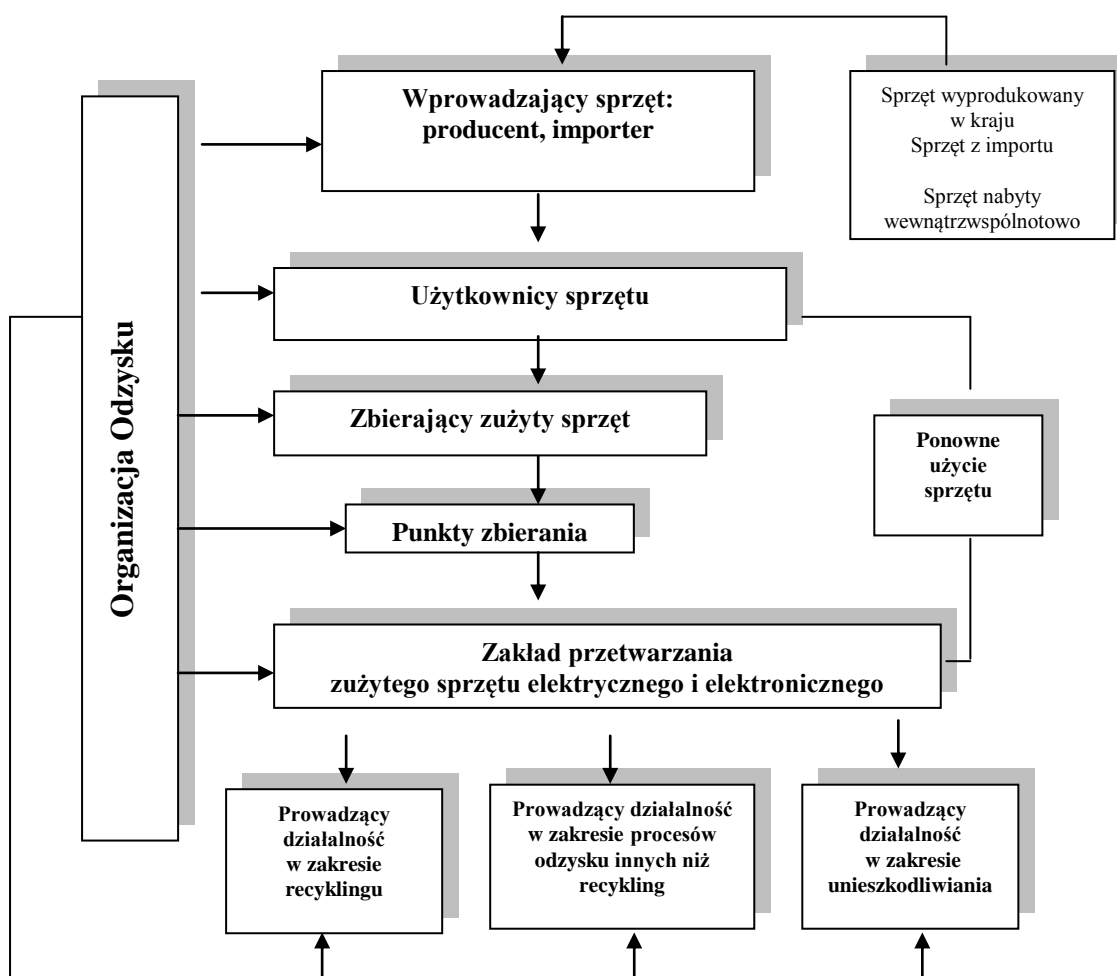 Wprowadzający sprzęt:
producent, importer
Sprzęt wyprodukowany
w kraju
Sprzęt z importu
Sprzęt nabyty
wewnątrzwspólnotowo
Organizacja Odzysku
Użytkownicy sprzętu
Zbierający zużyty sprzęt
Ponowne
użycie
sprzętu
Punkty zbierania
Zakład przetwarzania
zużytego sprzętu elektrycznego i elektronicznego
Prowadzący
działalność
w zakresie
recyklingu
Prowadzący działalność
w zakresie procesów
odzysku innych niż
recykling
Prowadzący
działalność
w zakresie
unieszkodliwiania